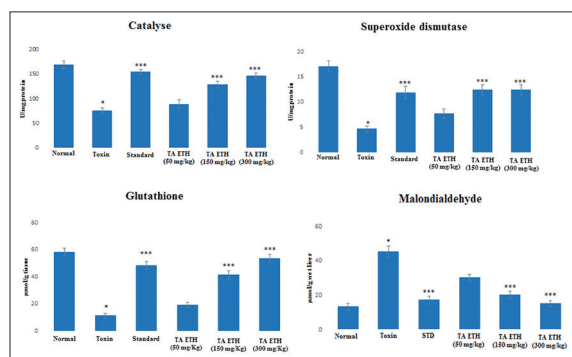 Catalyse
Superoxide dismutase
***
***
***
*
200
150
100
50
0
U/mg protein
Normal
Toxin
Standard
TA ETH (50 mg/kg)
TA ETH (150 mg/kg)
TA ETH (300 mg/kg)
***
***
***
*
20
15
10
5
0
U/mg protein
Normal
Toxin
Standard
TA ETH (50 mg/kg)
TA ETH (150 mg/kg)
TA ETH (300 mg/kg)
Glutathione
Malondialdehyde
***
***
***
*
80
60
40
20
0
µmol/g tissue
Normal
Toxin
Standard
TA ETH (50 mg/Kg)
TA ETH (150 mg/Kg)
TA ETH (300 mg/Kg)
*
***
***
***
60
40
20
0
µmol/g wet liver
Normal
Toxin
STD
TA ETH (50 mg/kg)
TA ETH (150 mg/kg)
TA ETH (300 mg/kg)